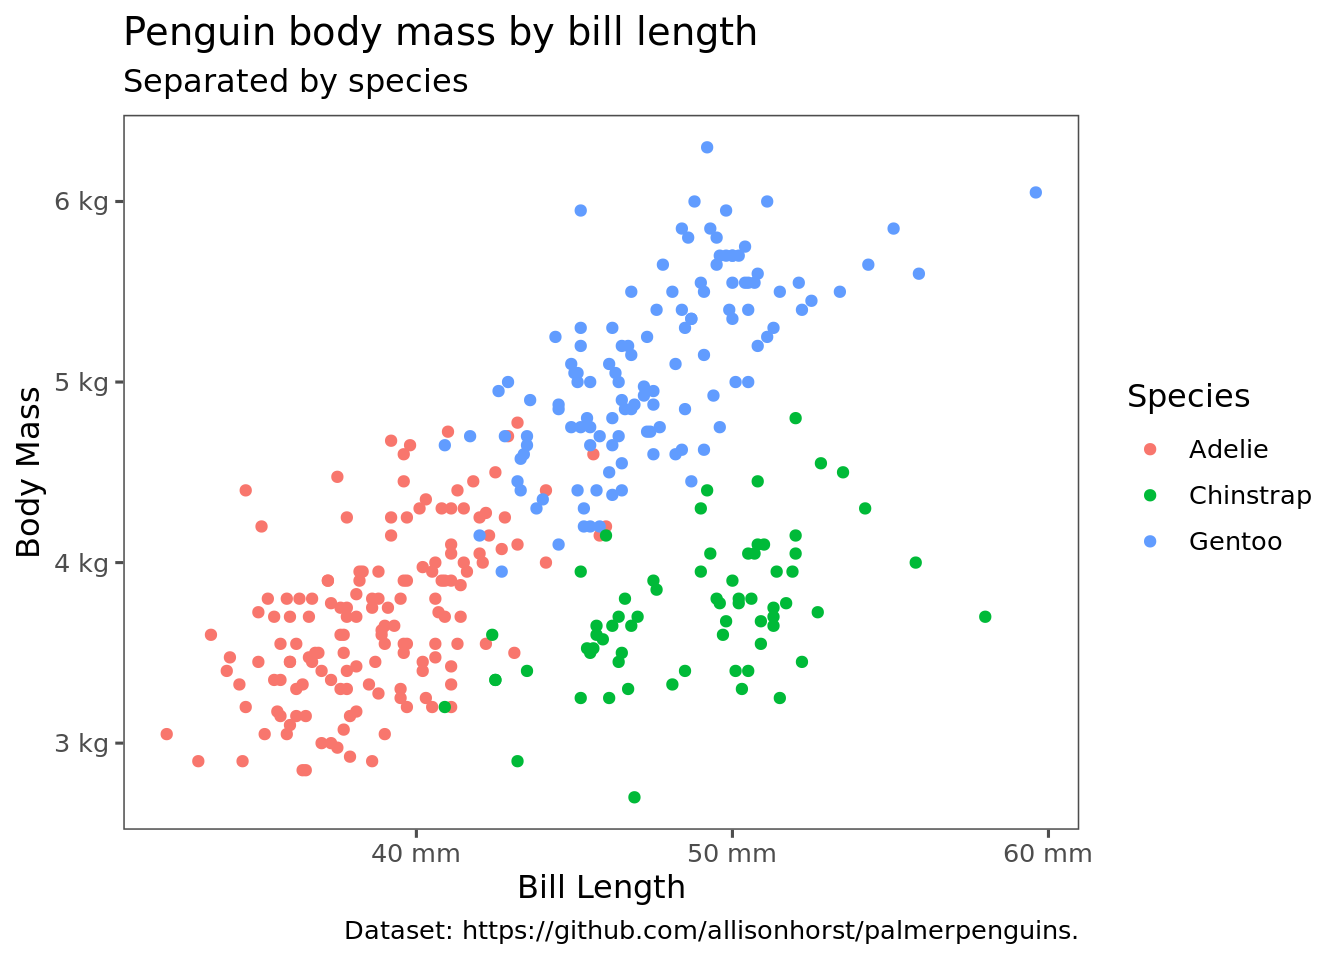 Penguin body mass by bill length
Separated by species
6 kg
5 kg
4 kg
3 kg
Body Mass
40 mm
50 mm
60 mm
Bill Length
Species
Adelie
Chinstrap
Gentoo
Dataset: https://github.com/allisonhorst/palmerpenguins.